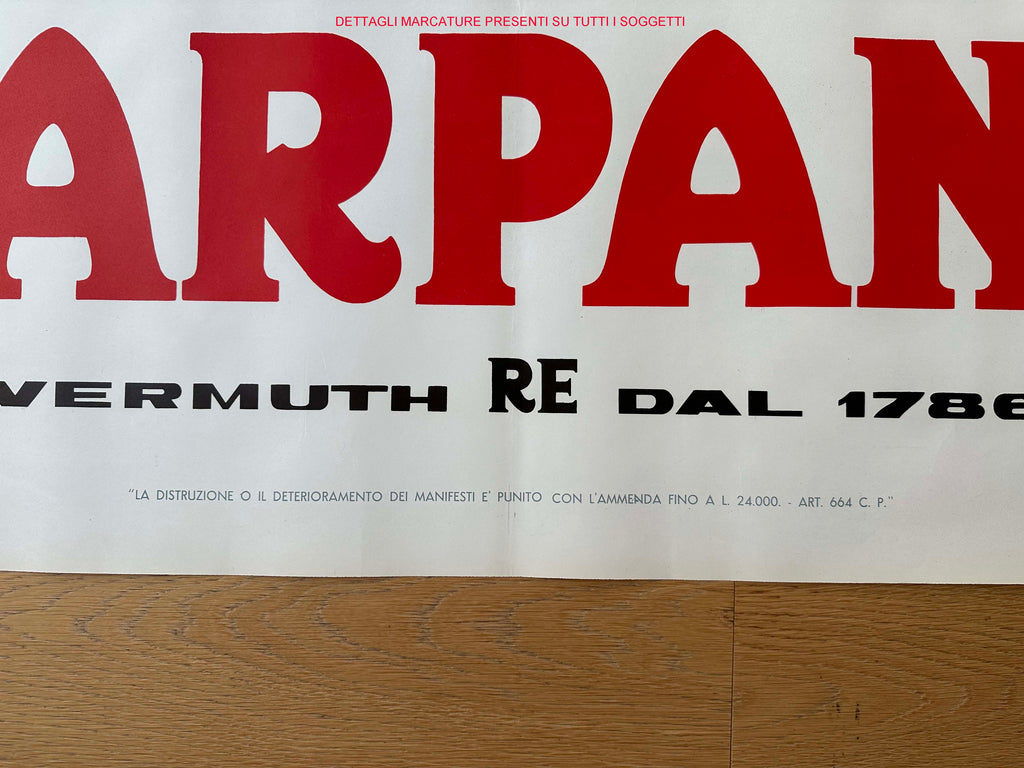 DETTAGLI MARCATURE PRESENTI SU TUTTI I SOGGETTI
ARPAN
VERMUTH RE DAL 1786
"LA DISTRUZIONE O IL DETERIORAMENTO DEI MANIFESTI E' PUNITO CON L'AMMENDA FINO A L. 24.000. - ART. 664 C. P."